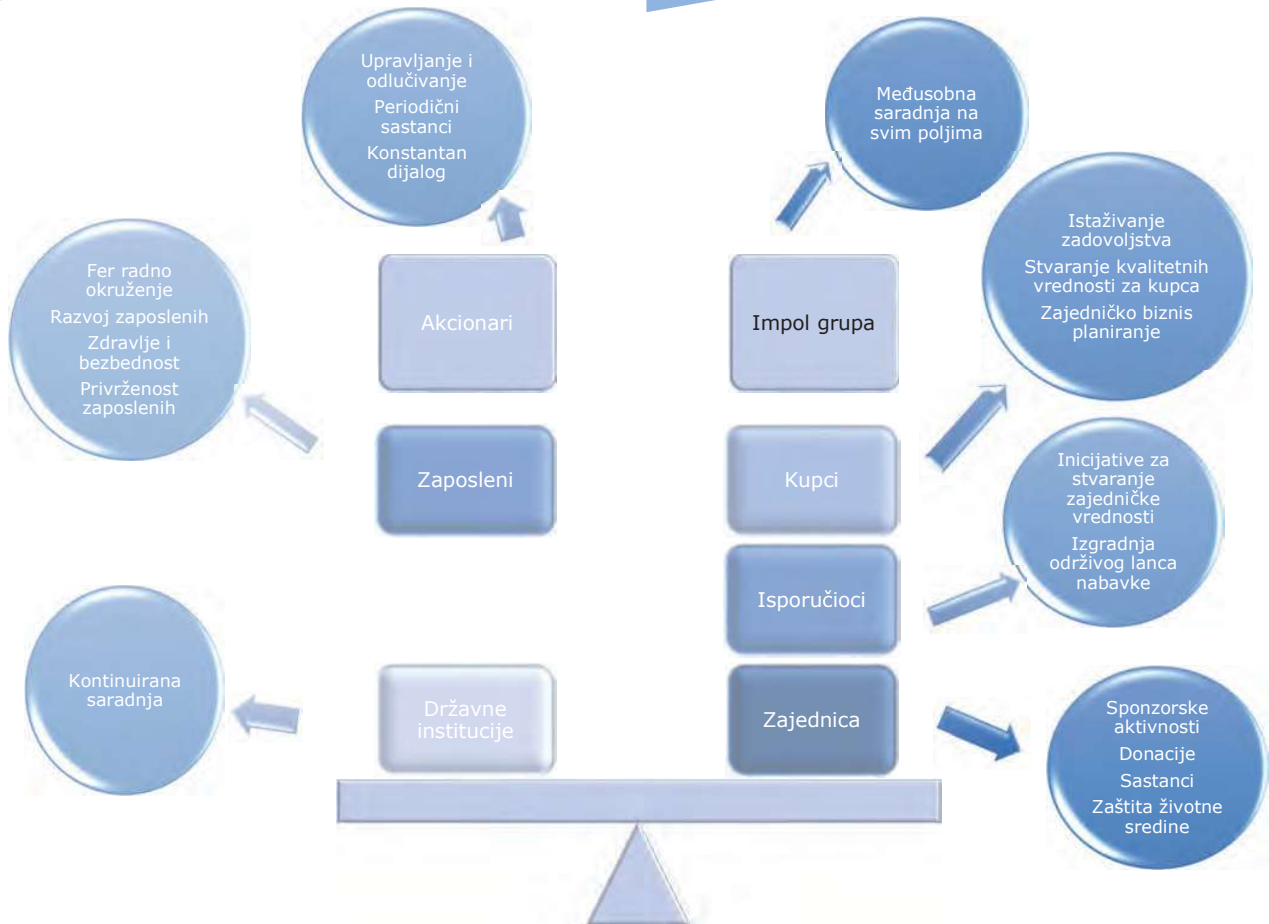 Upravljanje i
odlučivanje
Periodični
sastanci
Konstantan
dijalog
Međusobna
saradnja na
svim poljima
Fer radno
okruženje
Razvoj zaposlenih
Zdravlje i
bezbednost
Privrženost
zaposlenih
Akcionari
Impol grupa
Istaživanje
zadovoljstva
Stvaranje kvalitetnih
vrednosti za kupca
Zajedničko biznis
planiranje
Zaposleni
Kupci
Inicijative za
stvaranje
zajedničke
vrednosti
Izgradnja
održivog lanca
nabavke
Isporučioci
Kontinuirana
saradnja
Državne
institucije
Zajednica
Sponzorske
aktivnosti
Donacije
Sastanci
Zaštita životne
sredine